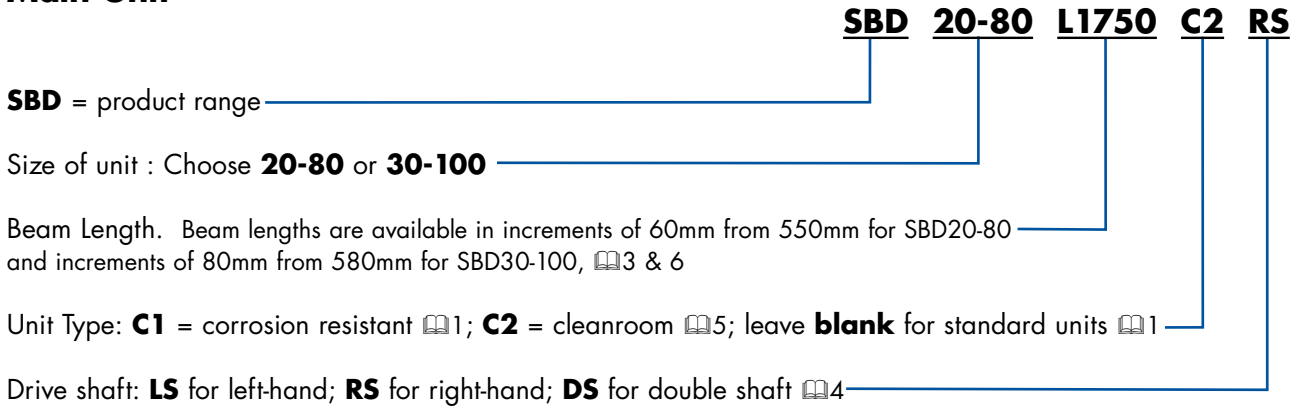 SBD 20-80 L1750 C2 RS
SBD = product range
Size of unit : Choose 20-80 or 30-100
Beam Length. Beam lengths are available in increments of 60mm from 550mm for SBD20-80
and increments of 80mm from 580mm for SBD30-100, 🕮3 & 6
Unit Type: C1 = corrosion resistant 🕮1; C2 = cleanroom 🕮5; leave blank for standard units 🕮1
Drive shaft: LS for left-hand; RS for right-hand; DS for double shaft 🕮4